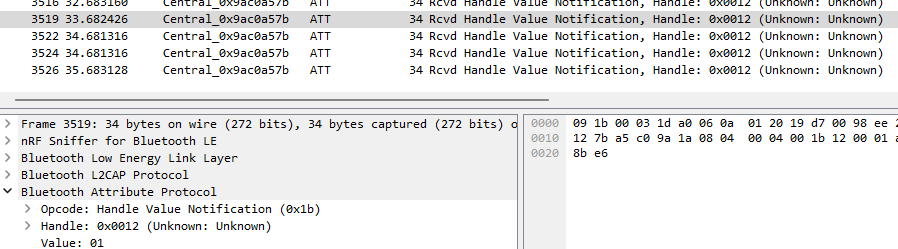 3516 32.683160 Central_0x9ac0a57b ATT 34 Rcvd Handle Value Notification, Handle: 0x0012 (Unknown: Unknown)
3519 33.682426 Central_0x9ac0a57b ATT 34 Rcvd Handle Value Notification, Handle: 0x0012 (Unknown: Unknown)
3522 34.681316 Central_0x9ac0a57b ATT 34 Rcvd Handle Value Notification, Handle: 0x0012 (Unknown: Unknown)
3524 34.681316 Central_0x9ac0a57b ATT 34 Rcvd Handle Value Notification, Handle: 0x0012 (Unknown: Unknown)
3526 35.683128 Central_0x9ac0a57b ATT 34 Rcvd Handle Value Notification, Handle: 0x0012 (Unknown: Unknown)
Frame 3519: 34 bytes on wire (272 bits), 34 bytes captured (272 bits) o
nRF Sniffer for Bluetooth LE
Bluetooth Low Energy Link Layer
Bluetooth L2CAP Protocol
Bluetooth Attribute Protocol
Opcode: Handle Value Notification (0x1b)
Handle: 0x0012 (Unknown: Unknown)
Value: 01
0000 09 1b 00 03 1d a0 06 0a 01 20 19 d7 00 98 ee
0010 12 7b a5 c0 9a 1a 08 04 00 04 00 1b 12 00 01
0020 8b e6